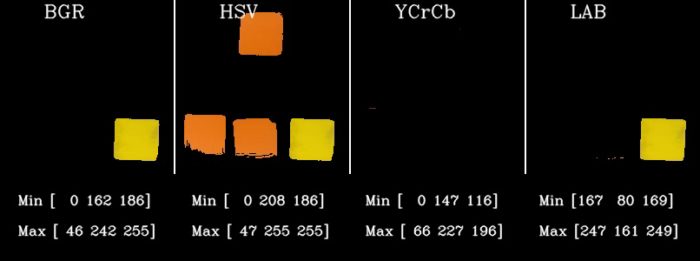 BGR HSV YCrCb LAB
Min [ 0 162 186] Min [ 0 208 186] Min [ 0 147 116] Min [167 80 169]
Max [ 46 242 255] Max [ 47 255 255] Max [ 66 227 196] Max [247 161 249]